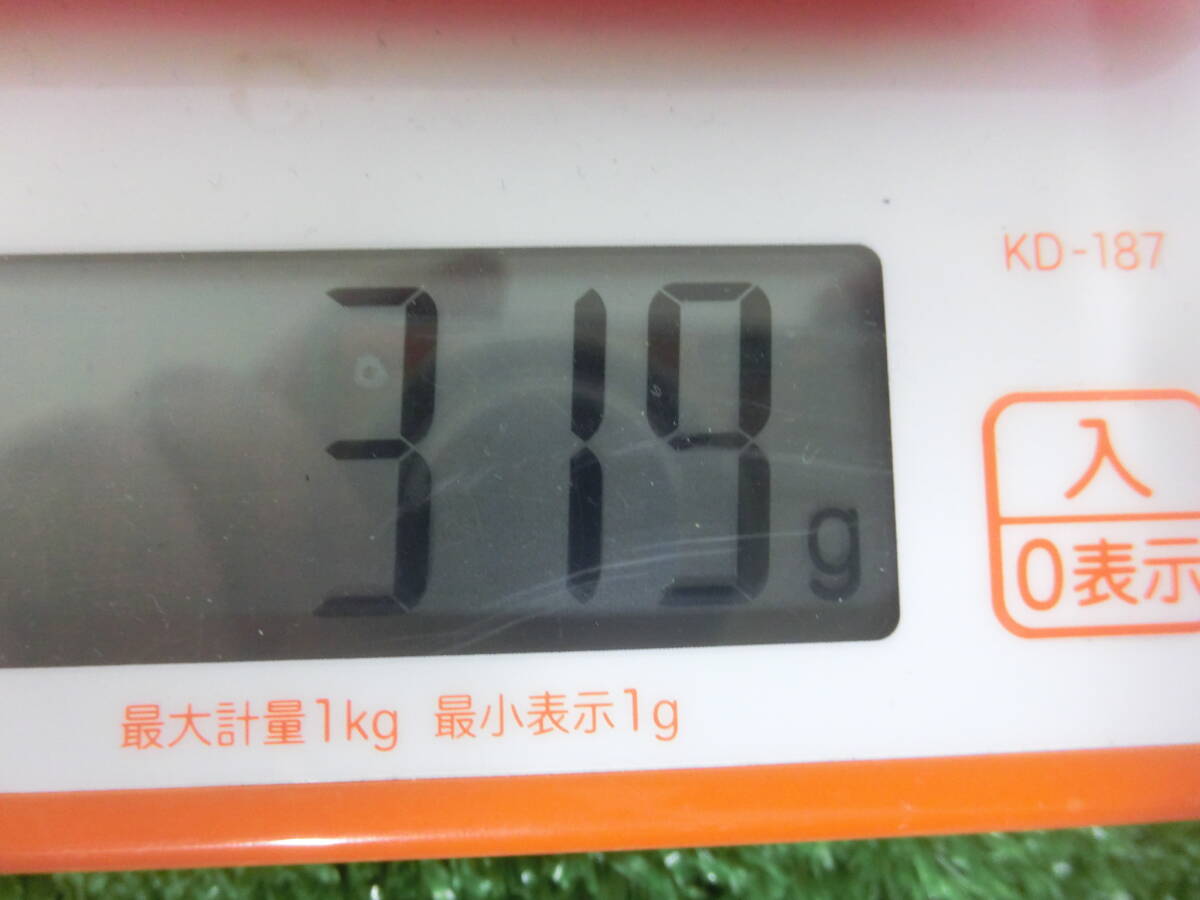 KD-187
319g
入
0表示
最大計量1kg 最小表示1g